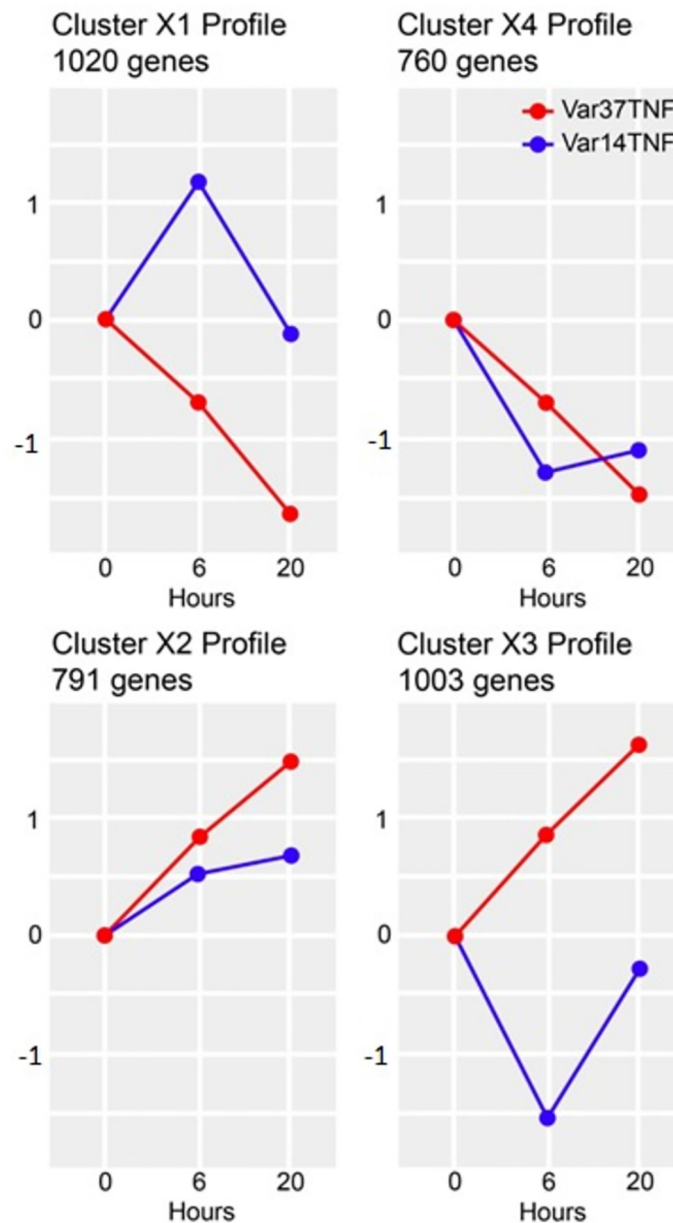 Cluster X1 Profile
1020 genes
1
0
-1
0 6 20
Hours
Cluster X4 Profile
760 genes
Var37TNF
Var14TNF
1
0
-1
0 6 20
Hours
Cluster X2 Profile
791 genes
1
0
-1
0 6 20
Hours
Cluster X3 Profile
1003 genes
1
0
-1
0 6 20
Hours